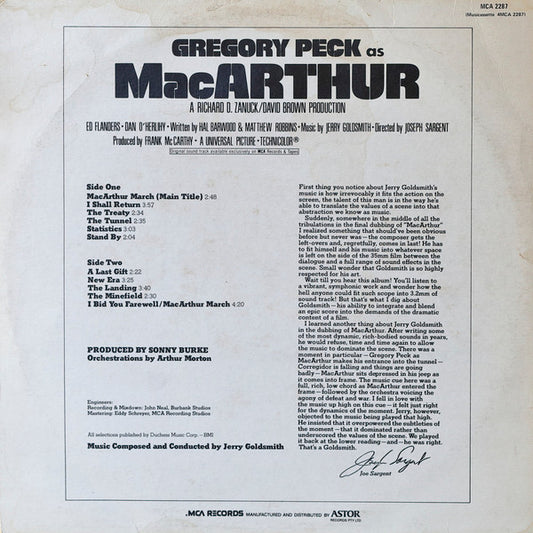 MCA 2287
(Musicassette 4MCA 2287)
GREGORY PECK as
MacARTHUR
A RICHARD D. ZANUCK/DAVID BROWN PRODUCTION
ED FLANDERS · DAN O'HERLIHY · Written by HAL BARWOOD & MATTHEW ROBBINS · Music by JERRY GOLDSMITH · Directed by JOSEPH SARGENT
Produced by FRANK McCARTHY · A UNIVERSAL PICTURE · TECHNICOLOR®
Original sound track available exclusively on MCA Records & Tapes
Side One
MacArthur March (Main Title) 2:48
I Shall Return 3:57
The Treaty 2:34
The Tunnel 2:35
Statistics 3:03
Stand By 2:04
Side Two
A Last Gift 2:22
New Era 3:25
The Landing 3:40
The Minefield 2:30
I Bid You Farewell/MacArthur March 4:20
PRODUCED BY SONNY BURKE
Orchestrations by Arthur Morton
Engineers:
Recording & Mixdown: John Neal, Burbank Studios
Mastering: Eddy Schreyer, MCA Recording Studios
All selections published by Duchess Music Corp. – BMI
Music Composed and Conducted by Jerry Goldsmith
First thing you notice about Jerry Goldsmith's
music is how irrevocably it fits the action on the
screen, the talent of this man is in the way he's
able to translate the values of a scene into that
abstraction we know as music.
Suddenly, somewhere in the middle of all the
tribulations in the final dubbing of "MacArthur"
I realized something that should've been obvious
before but never was – the composer gets the
left-overs and, regretfully, comes in last! He has
to fit himself and his music into whatever space
is left on the side of the 35mm film between the
dialogue and a full range of sound effects in the
scene. Small wonder that Goldsmith is so highly
respected for his art.
Wait till you hear this album! You'll listen to
a vibrant, symphonic work and wonder how the
hell anyone could fit such scope into 3.2mm of
sound track! But that's what I dig about
Goldsmith – his ability to integrate and blend
an epic score into the demands of the dramatic
content of a film.
I learned another thing about Jerry Goldsmith
in the dubbing of MacArthur. After writing some
of the most dynamic, rich-bodied sounds in years,
he would refuse, time and time again to allow
the music to dominate the scene. There was a
moment in particular – Gregory Peck as
MacArthur makes his entrance into the tunnel –
Corregidor is falling and things are going
badly – MacArthur sits depressed in his jeep as
it comes into frame. The music cue here was a
full, rich, low chord as MacArthur entered the
frame – followed by the orchestra voicing the
agony of defeat and war. I fell in love with
the music up high on this cue – it felt just right
for the dynamics of the moment. Jerry, however,
objected to the music being played that high.
He insisted that it overpowered the subtleties of
the moment – that it dominated rather than
underscored the values of the scene. We played
it back at the lower reading – and – he was right.
That's a Goldsmith.
Joseph Sargent
Joe Sargent
MCA RECORDS MANUFACTURED AND DISTRIBUTED BY ASTOR
RECORDS PTY LTD